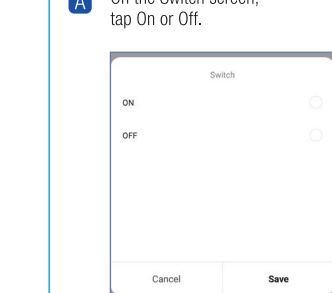 A On the Switch screen,
tap On or Off.
Switch
ON
OFF
Cancel Save